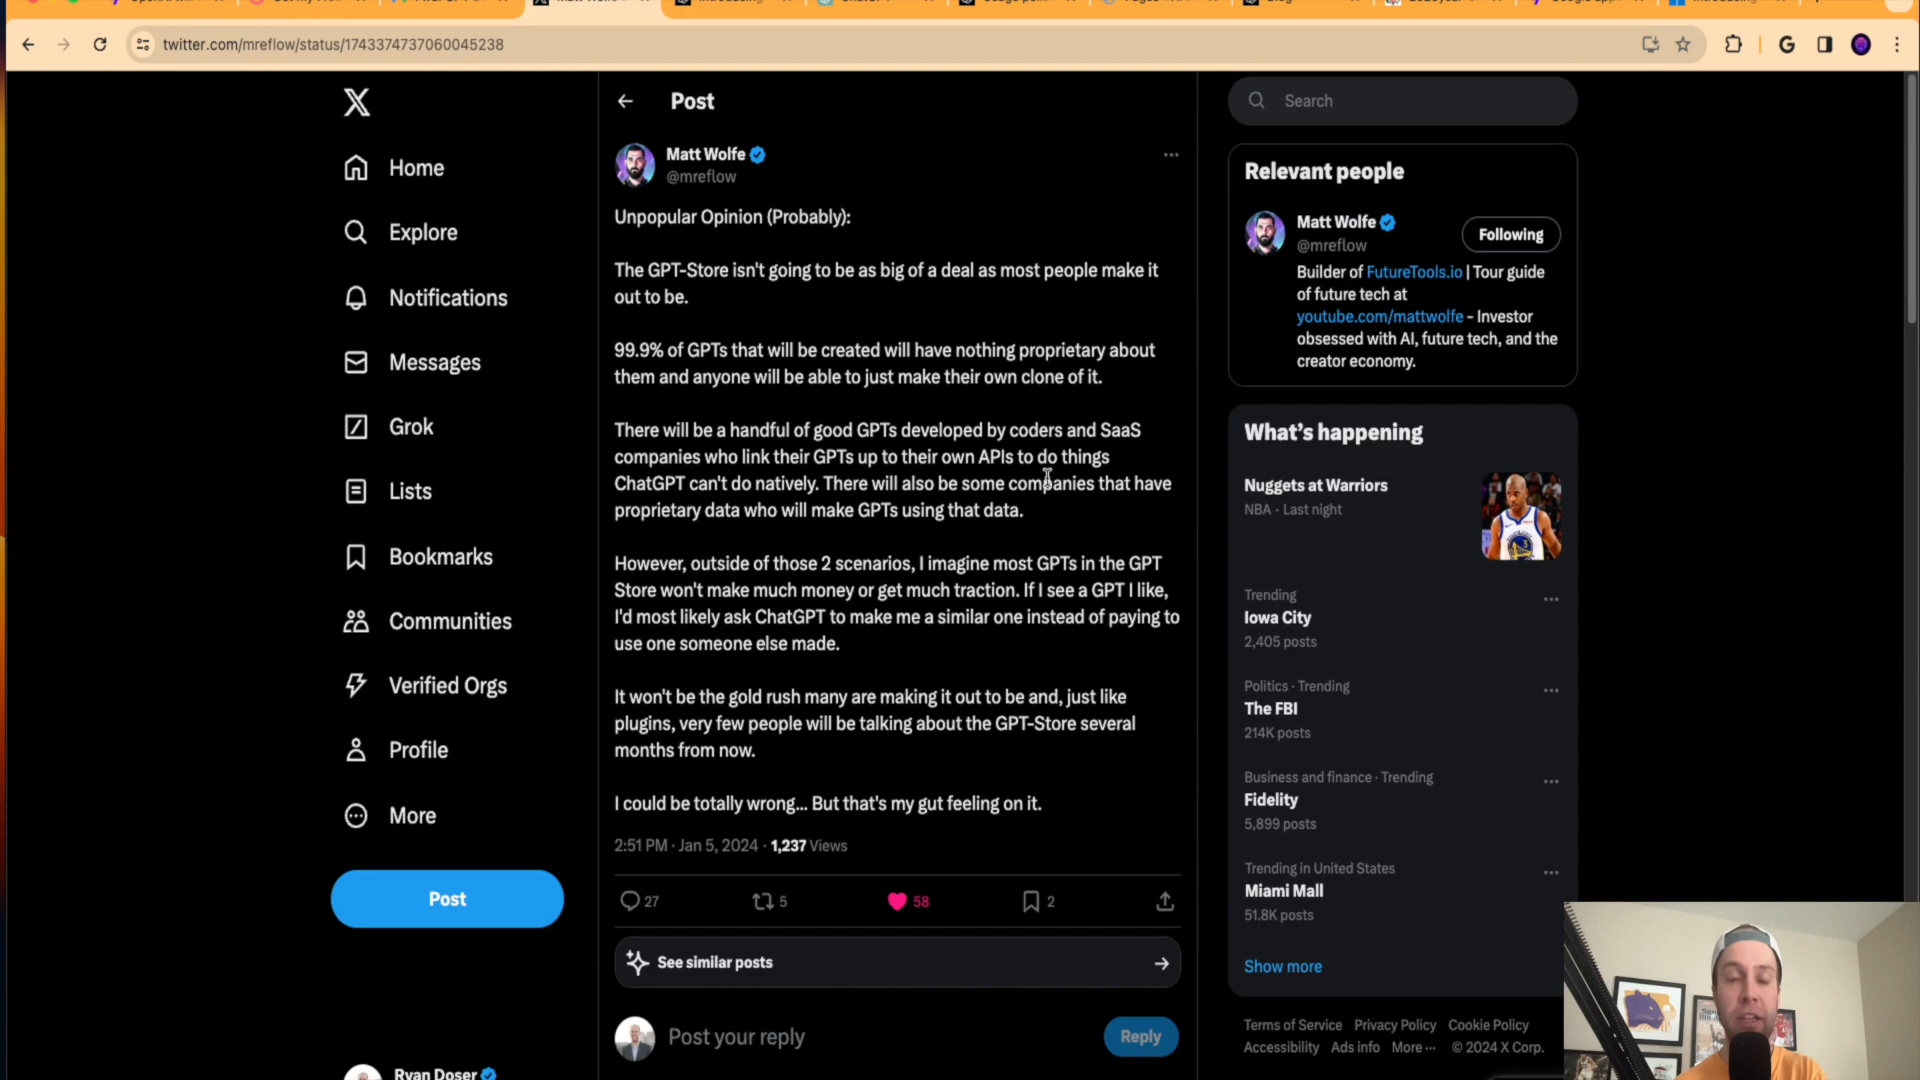 twitter.com/mreflow/status/1743374737060045238
Home
Explore
Notifications
Messages
Grok
Lists
Bookmarks
Communities
Verified Orgs
Profile
More
Post
Ryan Doser
Post
Matt Wolfe
@mreflow
Unpopular Opinion (Probably):
The GPT-Store isn't going to be as big of a deal as most people make it
out to be.
99.9% of GPTs that will be created will have nothing proprietary about
them and anyone will be able to just make their own clone of it.
There will be a handful of good GPTs developed by coders and SaaS
companies who link their GPTs up to their own APIs to do things
ChatGPT can't do natively. There will also be some companies that have
proprietary data who will make GPTs using that data.
However, outside of those 2 scenarios, I imagine most GPTs in the GPT
Store won't make much money or get much traction. If I see a GPT I like,
I'd most likely ask ChatGPT to make me a similar one instead of paying to
use one someone else made.
It won't be the gold rush many are making it out to be and, just like
plugins, very few people will be talking about the GPT-Store several
months from now.
I could be totally wrong... But that's my gut feeling on it.
2:51 PM · Jan 5, 2024 · 1,237 Views
27
5
58
2
See similar posts
Post your reply
Reply
Search
Relevant people
Matt Wolfe
@mreflow
Following
Builder of FutureTools.io | Tour guide
of future tech at
youtube.com/mattwolfe - Investor
obsessed with AI, future tech, and the
creator economy.
What's happening
Nuggets at Warriors
NBA · Last night
Trending
Iowa City
2,405 posts
Politics · Trending
The FBI
214K posts
Business and finance · Trending
Fidelity
5,899 posts
Trending in United States
Miami Mall
51.8K posts
Show more
Terms of Service Privacy Policy Cookie Policy
Accessibility Ads info More ··· © 2024 X Corp.